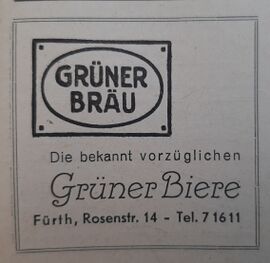 GRÜNER
BRÄU
Die bekannt vorzüglichen
Grüner Biere
Fürth, Rosenstr. 14 - Tel. 71611